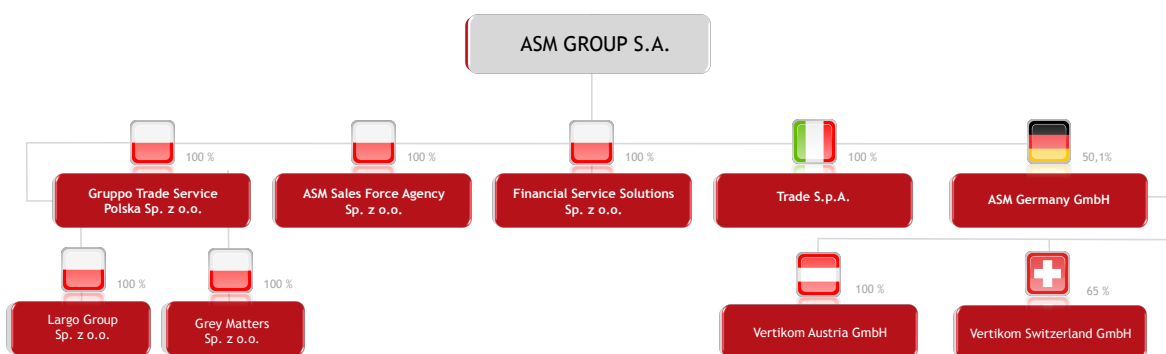 ASM GROUP S.A.
100 %
100 %
100 %
100 %
50,1%
Gruppo Trade Service
Polska Sp. z o.o.
ASM Sales Force Agency
Sp. z o.o.
Financial Service Solutions
Sp. z o.o.
Trade S.p.A.
ASM Germany GmbH
100 %
100 %
100 %
65 %
Largo Group
Sp. z o.o.
Grey Matters
Sp. z o.o.
Vertikom Austria GmbH
Vertikom Switzerland GmbH